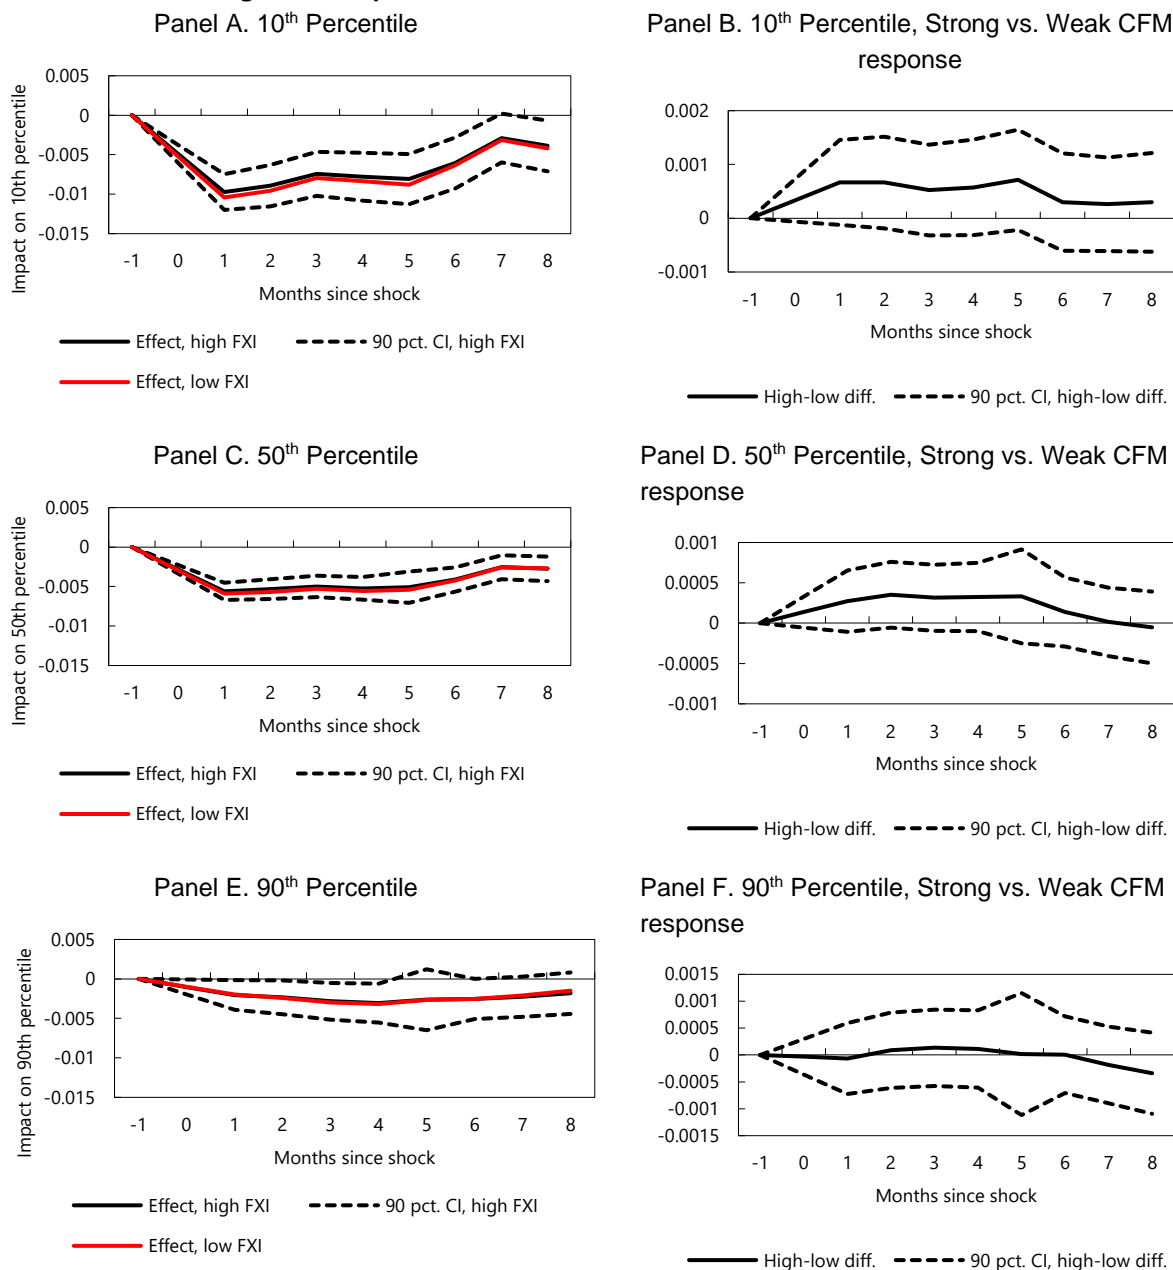 Panel A. 10th Percentile
Impact on 10th percentile
0.005
0
-0.005
-0.01
-0.015
-1 0 1 2 3 4 5 6 7 8
Months since shock
Effect, high FXI 90 pct. CI, high FXI
Effect, low FXI
Panel B. 10th Percentile, Strong vs. Weak CFM
response
0.002
0.001
0
-0.001
-1 0 1 2 3 4 5 6 7 8
Months since shock
High-low diff. 90 pct. CI, high-low diff.
Panel C. 50th Percentile
Impact on 50th percentile
0.005
0
-0.005
-0.01
-0.015
-1 0 1 2 3 4 5 6 7 8
Months since shock
Effect, high FXI 90 pct. CI, high FXI
Effect, low FXI
Panel D. 50th Percentile, Strong vs. Weak CFM
response
0.001
0.0005
0
-0.0005
-0.001
-1 0 1 2 3 4 5 6 7 8
Months since shock
High-low diff. 90 pct. CI, high-low diff.
Panel E. 90th Percentile
Impact on 90th percentile
0.005
0
-0.005
-0.01
-0.015
-1 0 1 2 3 4 5 6 7 8
Months since shock
Effect, high FXI 90 pct. CI, high FXI
Effect, low FXI
Panel F. 90th Percentile, Strong vs. Weak CFM
response
0.0015
0.001
0.0005
0
-0.0005
-0.001
-0.0015
-1 0 1 2 3 4 5 6 7 8
Months since shock
High-low diff. 90 pct. CI, high-low diff.